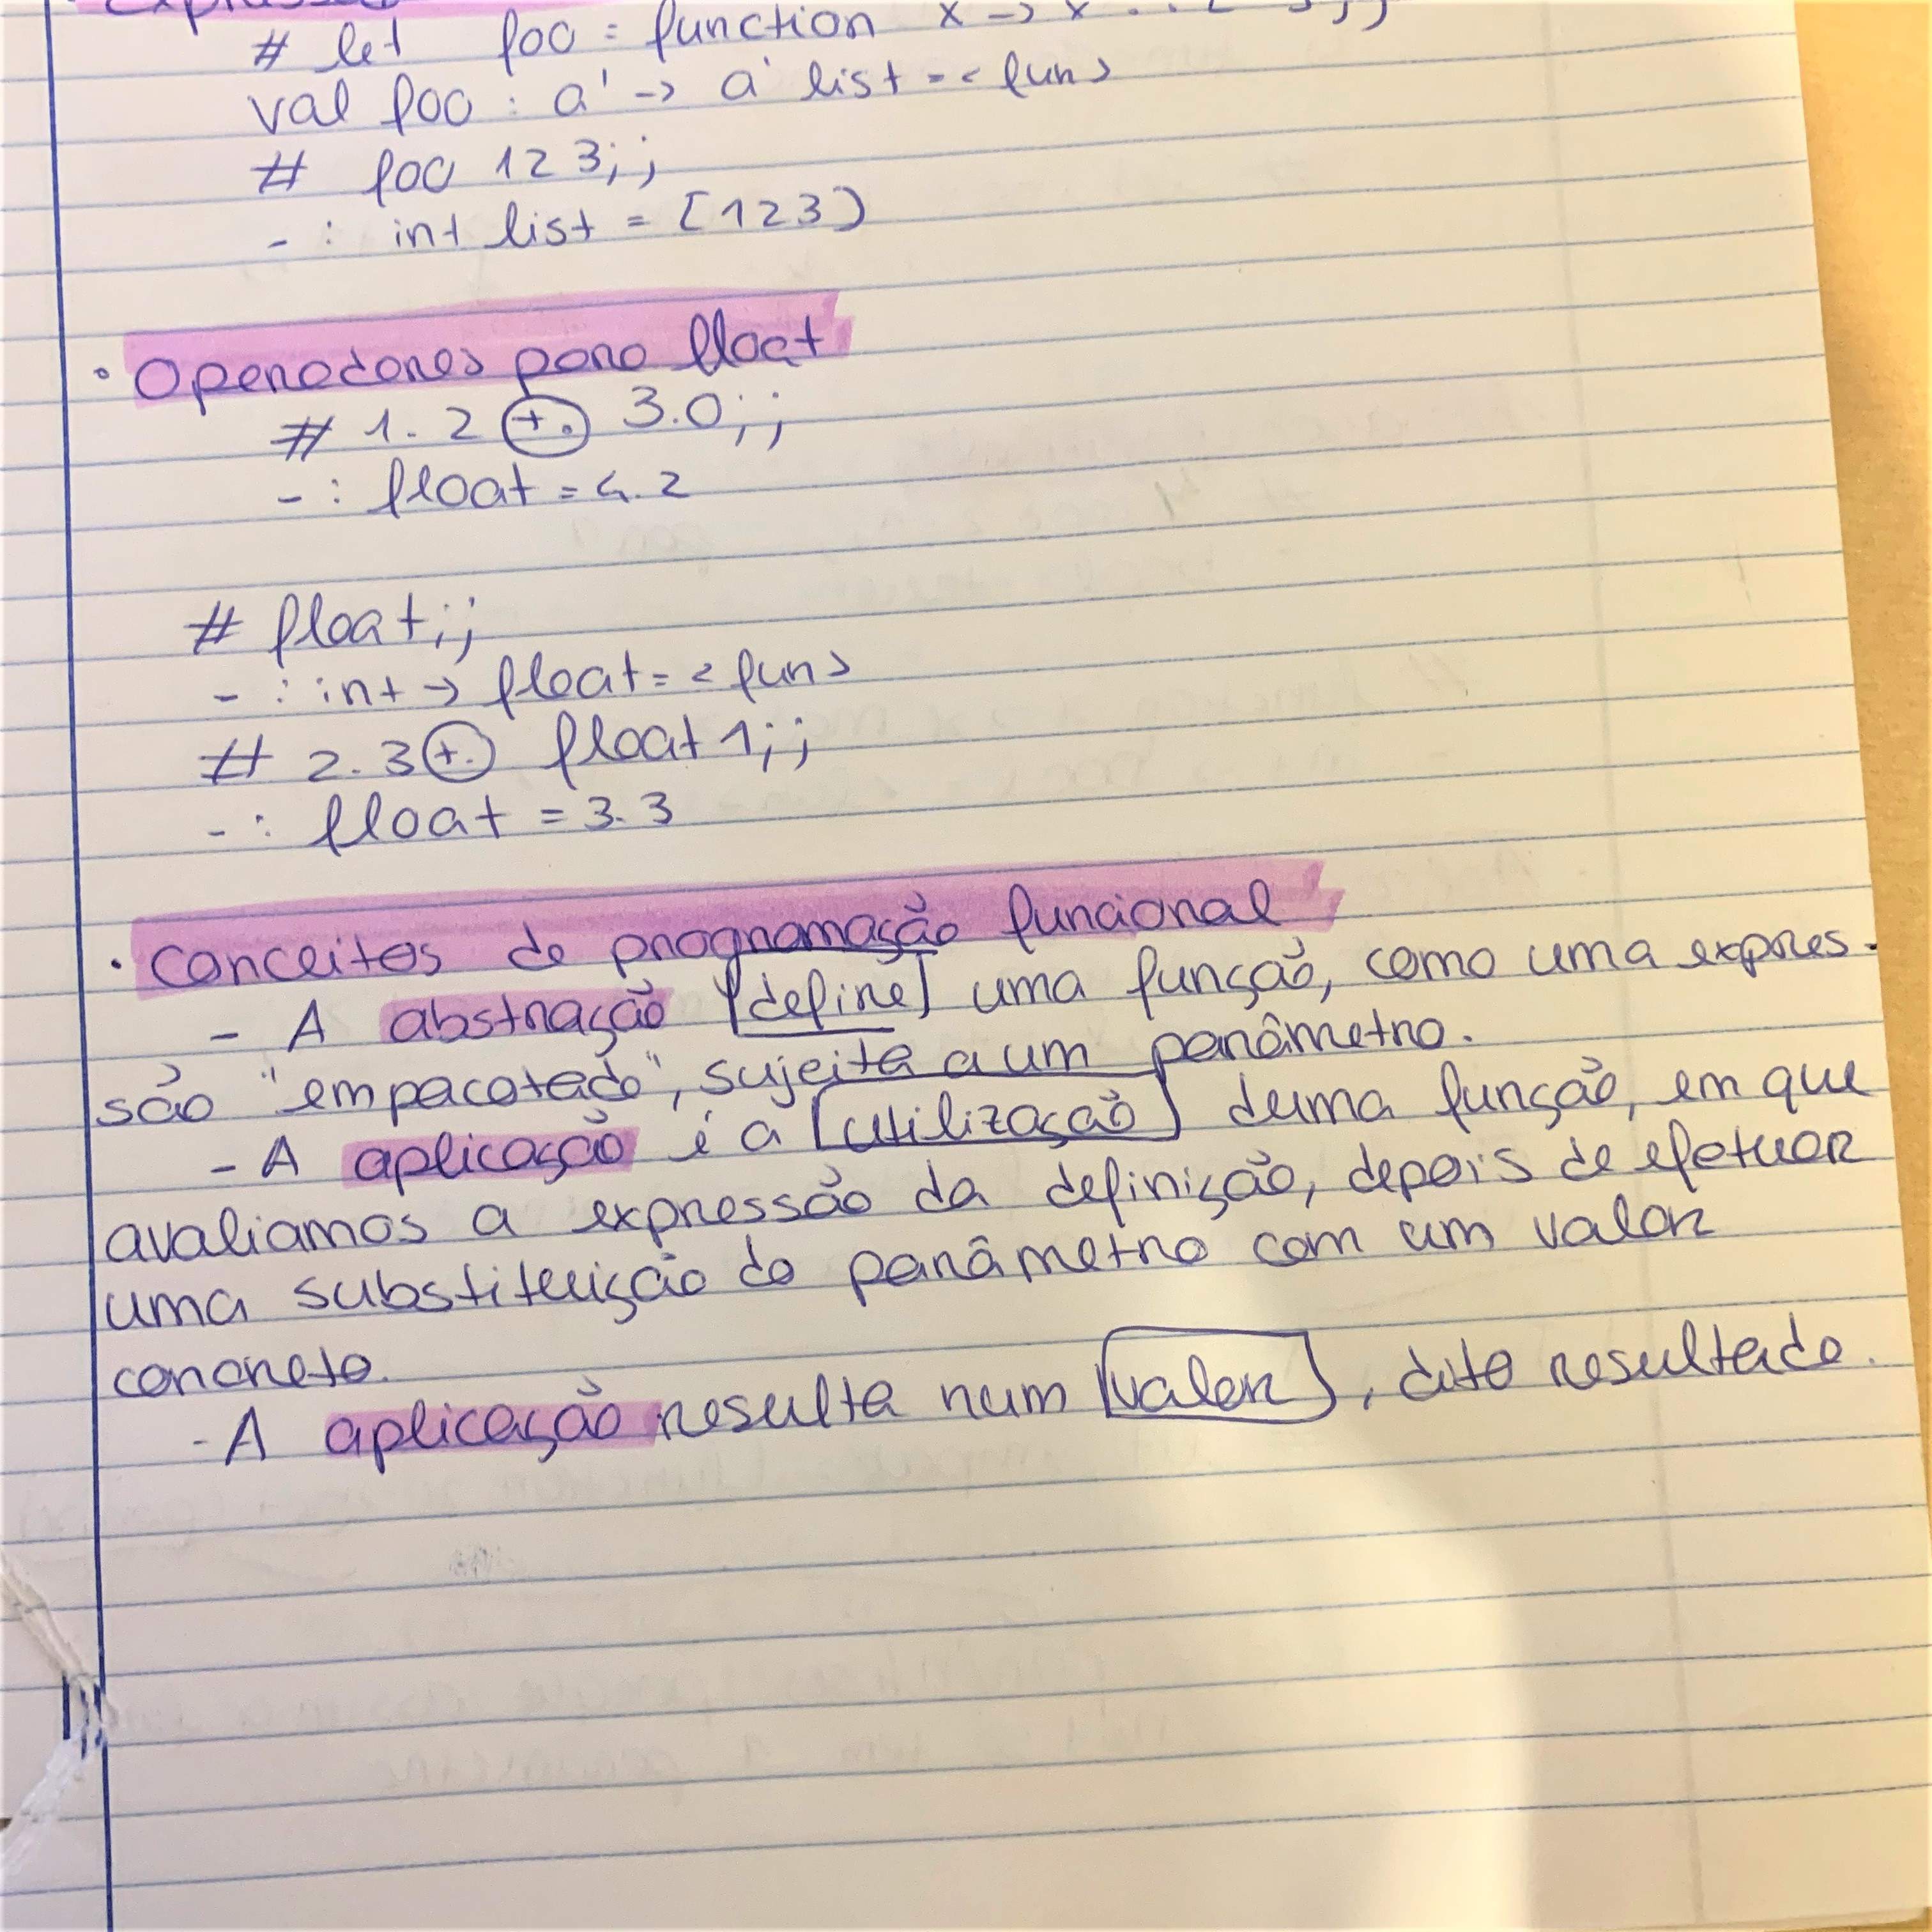 # let foo = function x -> x :: [ ];;
val foo : a' -> a' list = <fun>
# foo 123;;
- : int list = [123]
• Operadores para float
# 1.2 +. 3.0;;
- : float = 4.2
# float;;
- : int -> float = <fun>
# 2.3 +. float 1;;
- : float = 3.3
• Conceitos de programação funcional
- A abstração [define] uma função, como uma expres-
são "empacotado", sujeita a um parâmetro.
- A aplicação é a [utilização] duma função, em que
avaliamos a expressão da definição, depois de efetuar
uma substituição do parâmetro com um valor
concreto.
- A aplicação resulta num [valor], dito resultado.